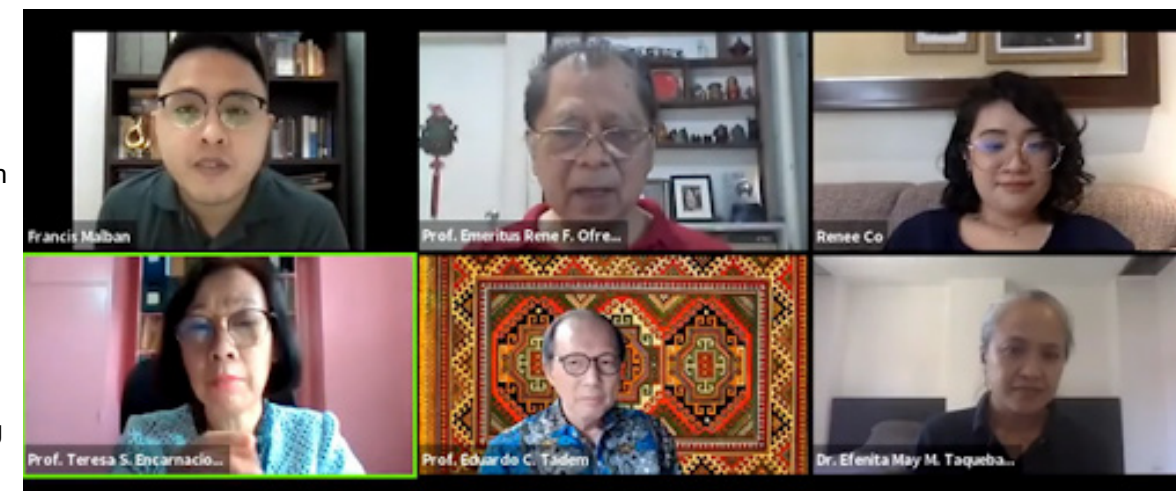 Francis Malban
Prof. Emeritus Rene F. Ofre...
Renee Co
Prof. Teresa S. Encarnacio...
Prof. Eduardo C. Tadem
Dr. Efenita May M. Taqueba...